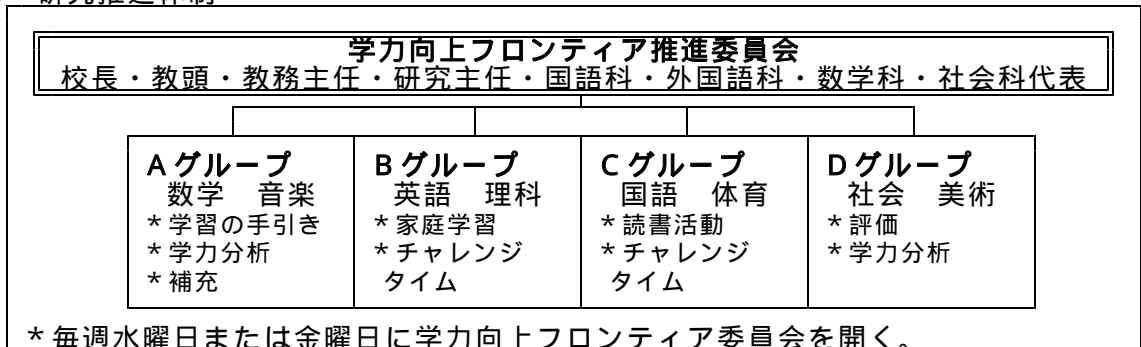 研究推進体制
学力向上フロンティア推進委員会
校長・教頭・教務主任・研究主任・国語科・外国語科・数学科・社会科代表
Aグループ
数学　音楽
*学習の手引き
*学力分析
*補充
Bグループ
英語　理科
*家庭学習
*チャレンジ
タイム
Cグループ
国語　体育
*読書活動
*チャレンジ
タイム
Dグループ
社会　美術
*評価
*学力分析
*毎週水曜日または金曜日に学力向上フロンティア委員会を開く。